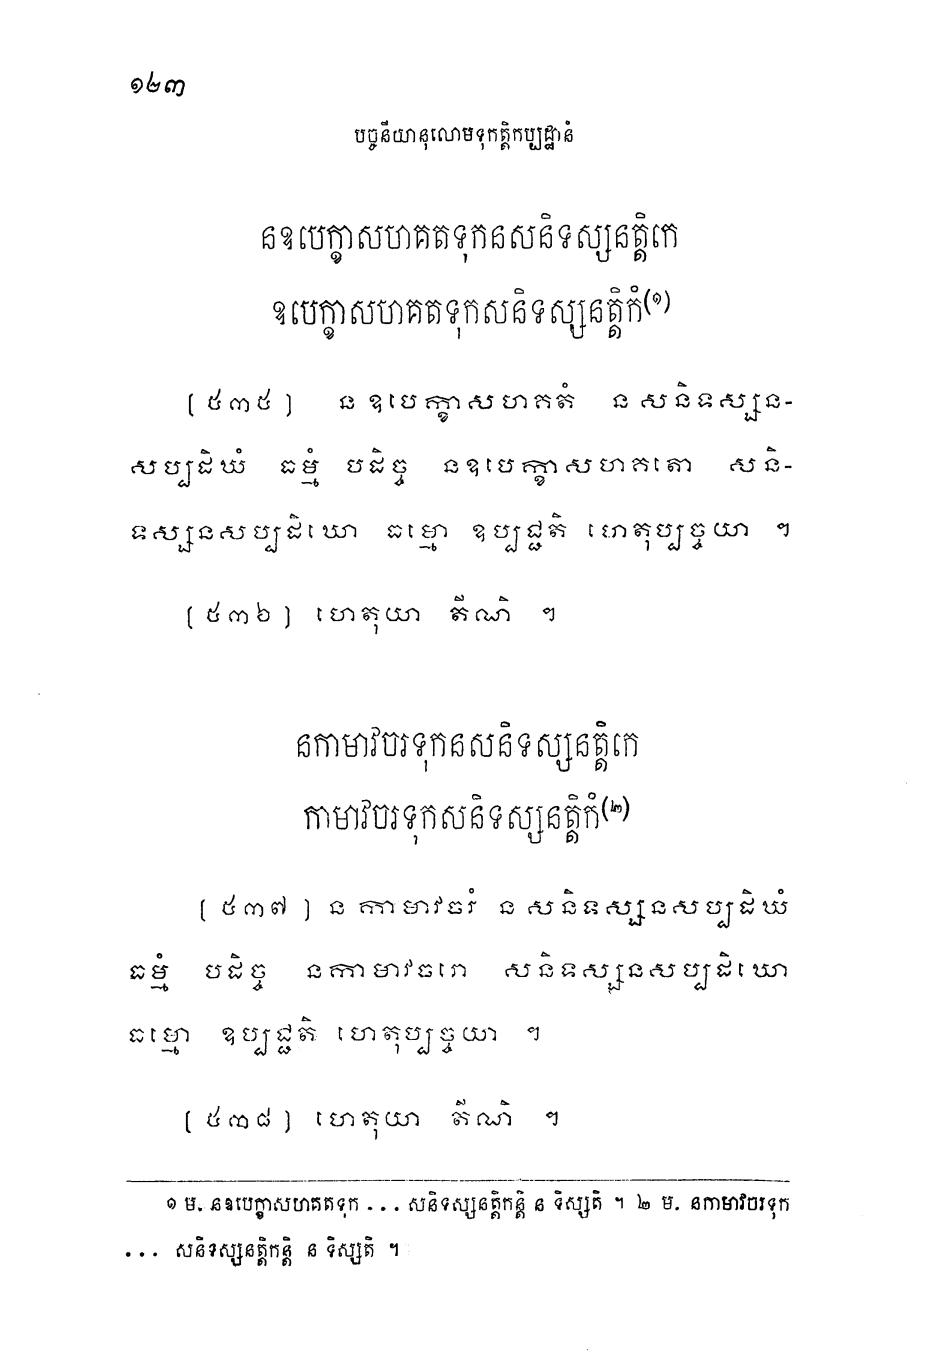 ១២៣
បច្ចនីយានុលោមទុកត្តិកប្បដ្ឋានំ
នឧបេក្ខាសហគតទុកនសនិទស្សនត្តិកេ
ឧបេក្ខាសហគតទុកសនិទស្សនត្តិកំ(១)
[៥៣៥] ន ឧបេក្ខាសហគតំ ន សនិទស្សន-
សប្បដិឃំ ធម្មំ បដិច្ច នឧបេក្ខាសហគតោ សនិ-
ទស្សនសប្បដិឃោ ធម្មោ ឧប្បជ្ជតិ ហេតុប្បច្ចយា ។
[៥៣៦] ហេតុយា តីណិ ។
នកាមាវចរទុកនសនិទស្សនត្តិកេ
កាមាវចរទុកសនិទស្សនត្តិកំ(២)
[៥៣៧] ន កាមាវចរំ ន សនិទស្សនសប្បដិឃំ
ធម្មំ បដិច្ច នកាមាវចរោ សនិទស្សនសប្បដិឃោ
ធម្មោ ឧប្បជ្ជតិ ហេតុប្បច្ចយា ។
[៥៣៨] ហេតុយា តីណិ ។
១ ម. នឧបេក្ខាសហគតទុក ... សនិទស្សនត្តិកន្តិ ន ទិស្សតិ ។ ២ ម. នកាមាវចរទុក
... សនិទស្សនត្តិកន្តិ ន ទិស្សតិ ។